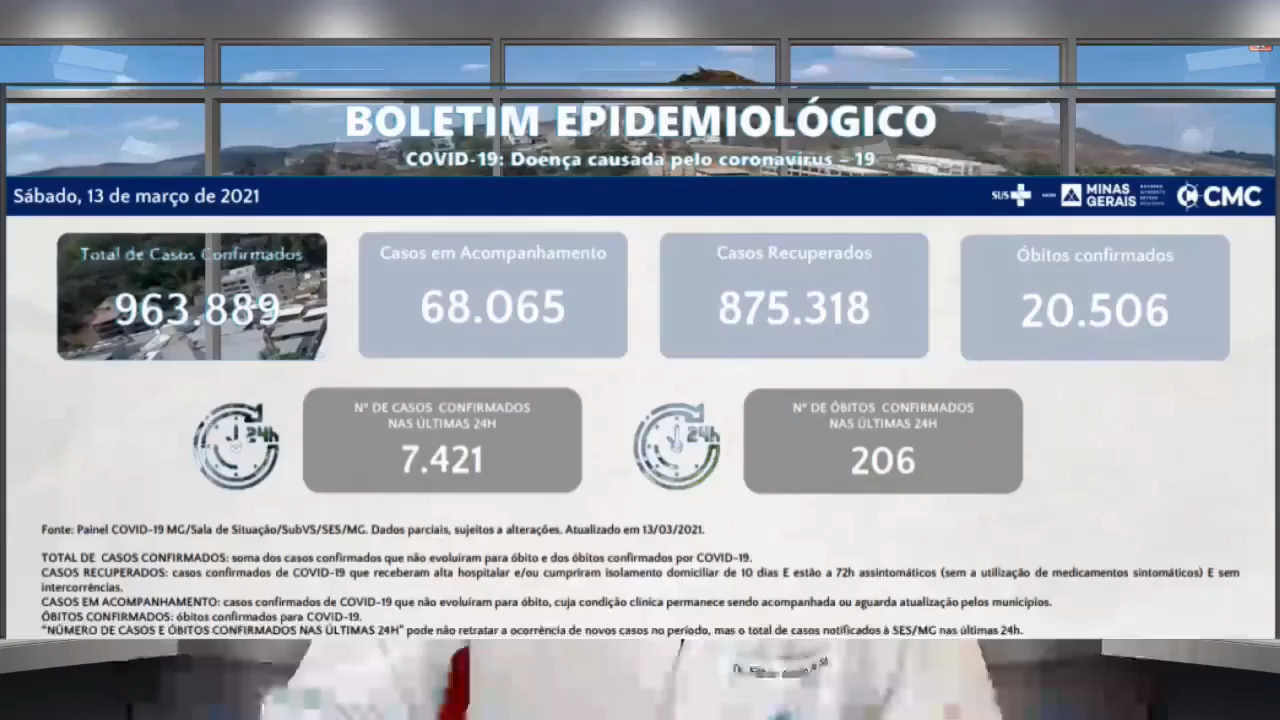 BOLETIM EPIDEMIOLÓGICO
COVID-19: Doença causada pelo coronavírus – 19
Sábado, 13 de março de 2021
SUS
MINAS GERAIS
CMC
Total de Casos Confirmados
963.889
Casos em Acompanhamento
68.065
Casos Recuperados
875.318
Óbitos confirmados
20.506
24h
Nº DE CASOS CONFIRMADOS
NAS ÚLTIMAS 24H
7.421
24h
Nº DE ÓBITOS CONFIRMADOS
NAS ÚLTIMAS 24H
206
Fonte: Painel COVID-19 MG/Sala de Situação/SubVS/SES/MG. Dados parciais, sujeitos a alterações. Atualizado em 13/03/2021.
TOTAL DE CASOS CONFIRMADOS: soma dos casos confirmados que não evoluíram para óbito e dos óbitos confirmados por COVID-19.
CASOS RECUPERADOS: casos confirmados de COVID-19 que receberam alta hospitalar e/ou cumpriram isolamento domiciliar de 10 dias E estão a 72h assintomáticos (sem a utilização de medicamentos sintomáticos) E sem
intercorrências.
CASOS EM ACOMPANHAMENTO: casos confirmados de COVID-19 que não evoluíram para óbito, cuja condição clínica permanece sendo acompanhada ou aguarda atualização pelos municípios.
ÓBITOS CONFIRMADOS: óbitos confirmados para COVID-19.
"NÚMERO DE CASOS E ÓBITOS CONFIRMADOS NAS ÚLTIMAS 24H" pode não retratar a ocorrência de novos casos no período, mas o total de casos notificados à SES/MG nas últimas 24h.